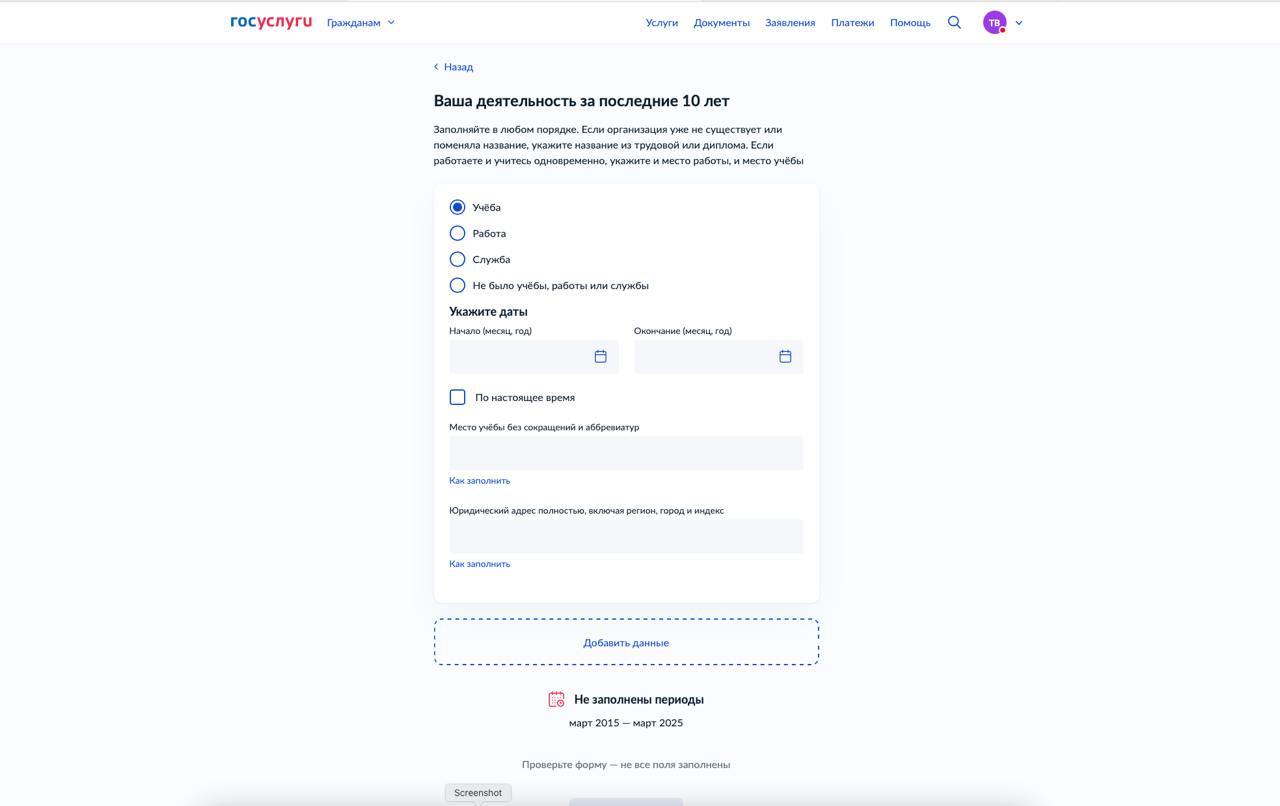 госуслуги Гражданам Услуги Документы Заявления Платежи Помощь ТВ
Назад
Ваша деятельность за последние 10 лет
Заполняйте в любом порядке. Если организация уже не существует или
поменяла название, укажите название из трудовой или диплома. Если
работаете и учитесь одновременно, укажите и место работы, и место учёбы
Учёба
Работа
Служба
Не было учёбы, работы или службы
Укажите даты
Начало (месяц, год) Окончание (месяц, год)
По настоящее время
Место учёбы без сокращений и аббревиатур
Как заполнить
Юридический адрес полностью, включая регион, город и индекс
Как заполнить
Добавить данные
Не заполнены периоды
март 2015 — март 2025
Проверьте форму — не все поля заполнены
Screenshot